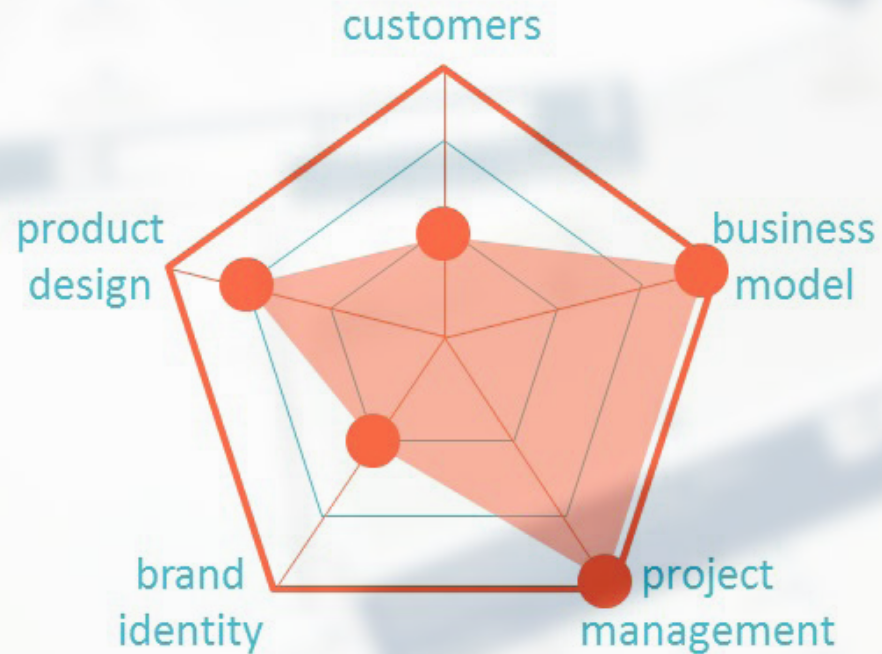 customers
product
design
business
model
brand
identity
project
management